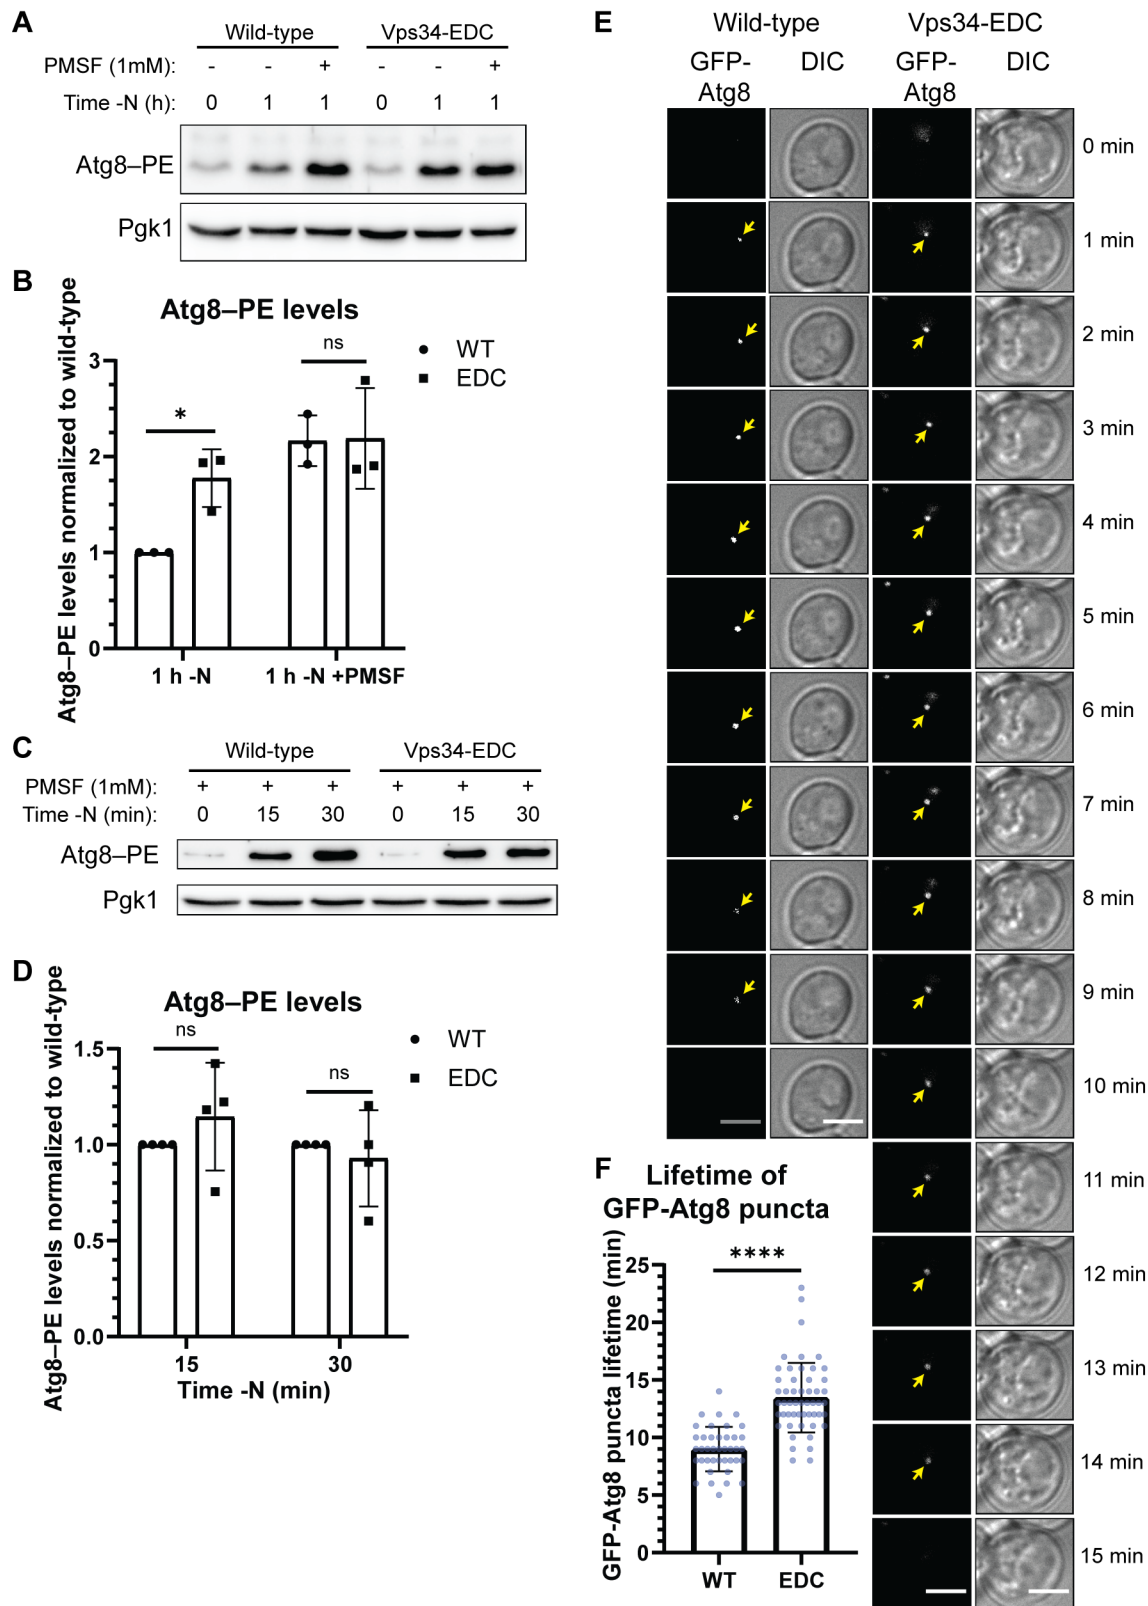 A
Wild-type Vps34-EDC
PMSF (1mM): - - + - - +
Time -N (h): 0 1 1 0 1 1
Atg8–PE
Pgk1
B
Atg8–PE levels
Atg8–PE levels normalized to wild-type
3
2
1
0
*
ns
WT
EDC
1 h -N 1 h -N +PMSF
C
Wild-type Vps34-EDC
PMSF (1mM): + + + + + +
Time -N (min): 0 15 30 0 15 30
Atg8–PE
Pgk1
D
Atg8–PE levels
Atg8–PE levels normalized to wild-type
1.5
1.0
0.5
0.0
ns
ns
WT
EDC
15 30
Time -N (min)
E
Wild-type Vps34-EDC
GFP-Atg8 DIC GFP-Atg8 DIC
0 min
1 min
2 min
3 min
4 min
5 min
6 min
7 min
8 min
9 min
10 min
11 min
12 min
13 min
14 min
15 min
F
Lifetime of
GFP-Atg8 puncta
GFP-Atg8 puncta lifetime (min)
25
20
15
10
5
0
****
WT EDC